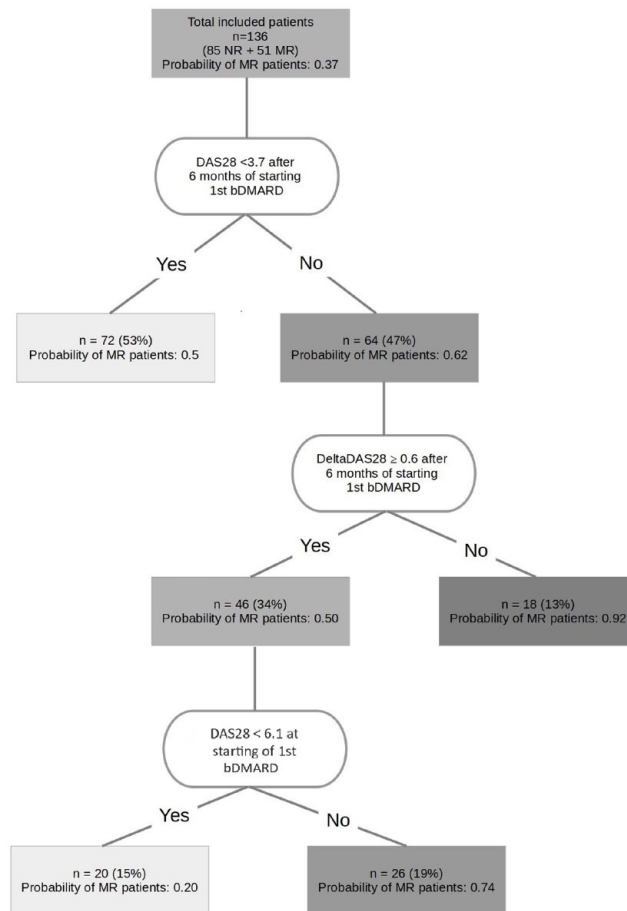 Total included patients
n=136
(85 NR + 51 MR)
Probability of MR patients: 0.37
DAS28 <3.7 after
6 months of starting
1st bDMARD
Yes
No
n = 72 (53%)
Probability of MR patients: 0.5
n = 64 (47%)
Probability of MR patients: 0.62
DeltaDAS28 ≥ 0.6 after
6 months of starting
1st bDMARD
Yes
No
n = 46 (34%)
Probability of MR patients: 0.50
n = 18 (13%)
Probability of MR patients: 0.92
DAS28 < 6.1 at
starting of 1st
bDMARD
Yes
No
n = 20 (15%)
Probability of MR patients: 0.20
n = 26 (19%)
Probability of MR patients: 0.74